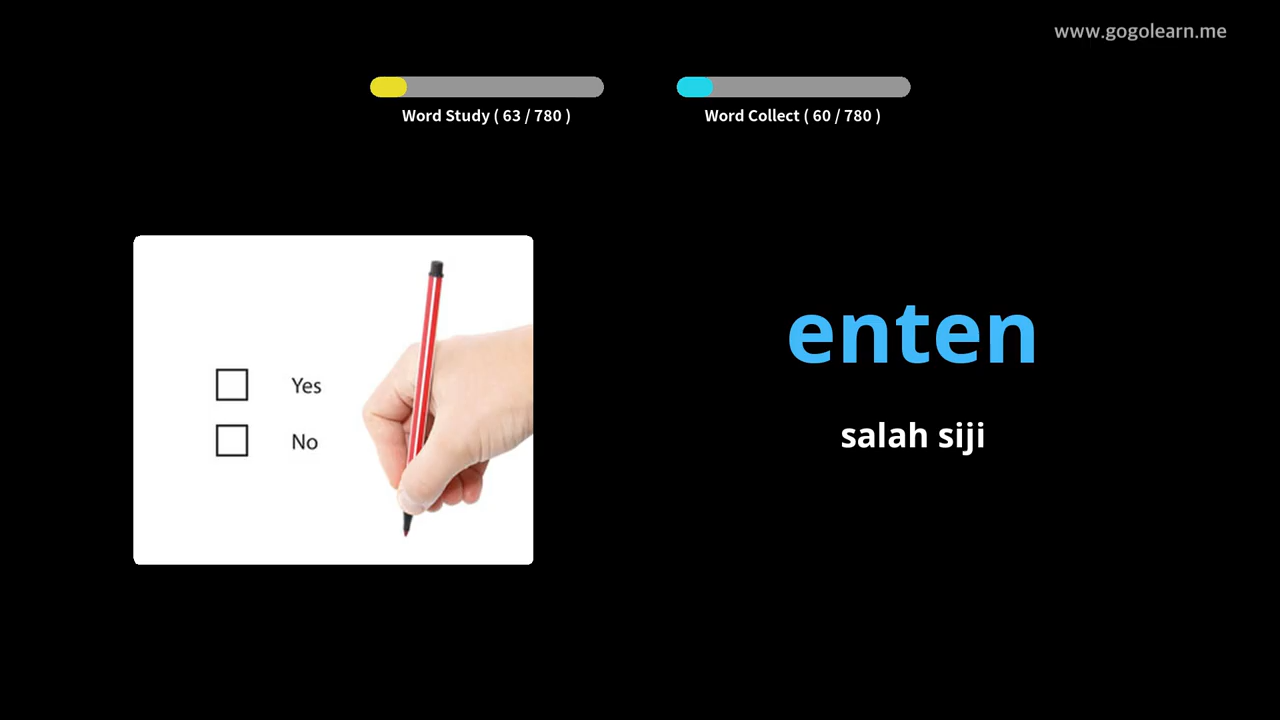 www.gogolearn.me
Word Study ( 63 / 780 )
Word Collect ( 60 / 780 )
Yes
No
enten
salah siji